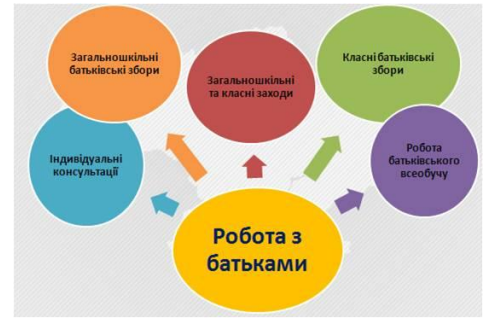 Загальношкільні
батьківські збори
Загальношкільні
та класні заходи
Класні батьківські
збори
Індивідуальні
консультації
Робота
батьківського
всеобучу
Робота з
батьками